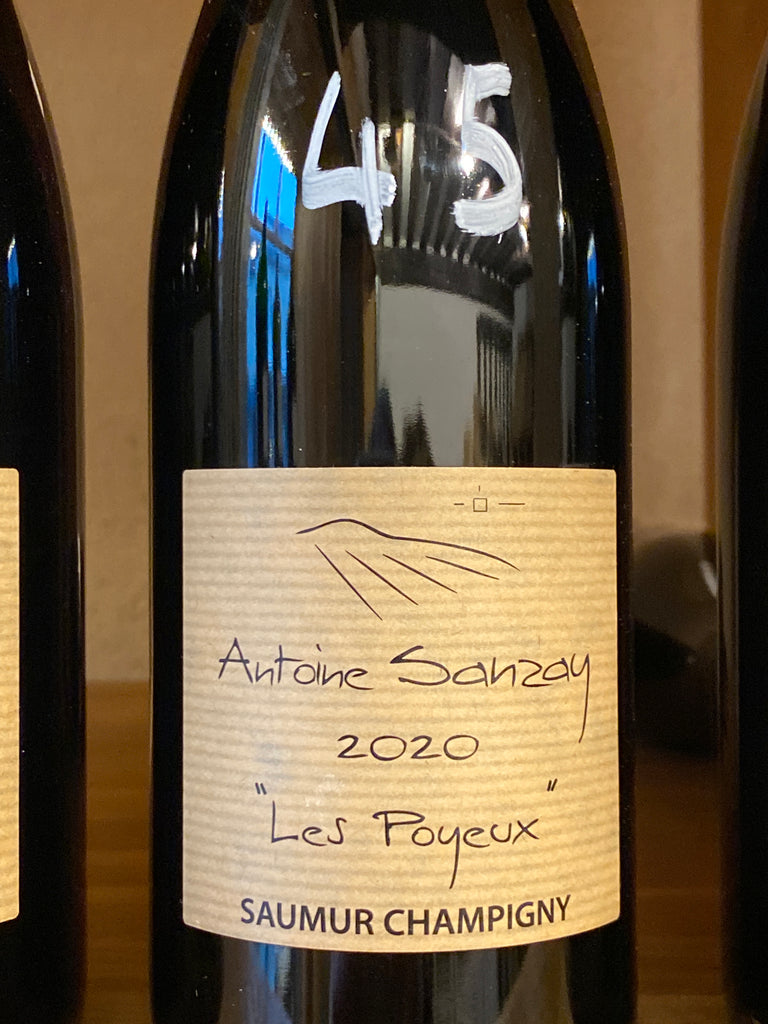 45
Antoine Sanzay
2020
"Les Poyeux"
SAUMUR CHAMPIGNY